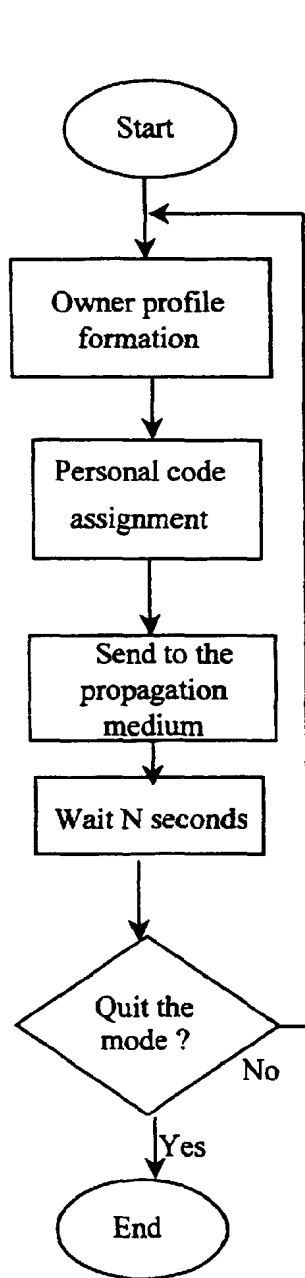 Start
Owner profile
formation
Personal code
assignment
Send to the
propagation
medium
Wait N seconds
Quit the
mode ?
No
Yes
End